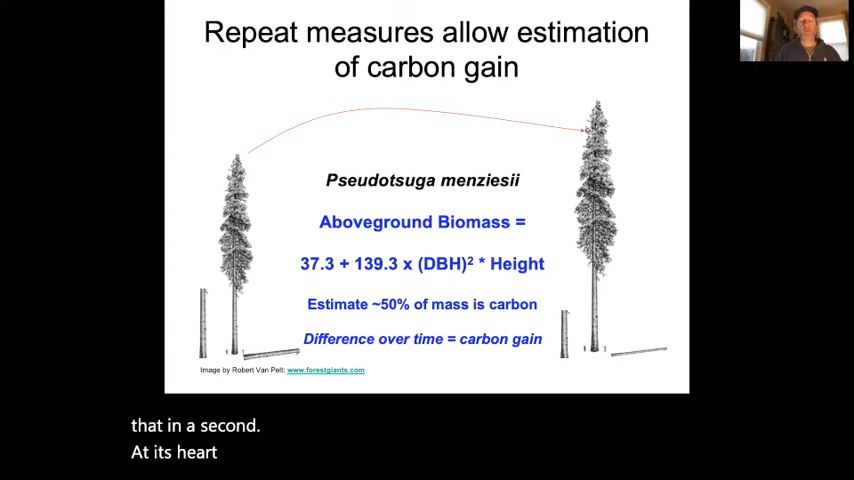 Repeat measures allow estimation
of carbon gain
Pseudotsuga menziesii
Aboveground Biomass =
37.3 + 139.3 x (DBH)² * Height
Estimate ~50% of mass is carbon
Difference over time = carbon gain
Image by Robert Van Pelt: www.forestgiants.com
that in a second.
At its heart